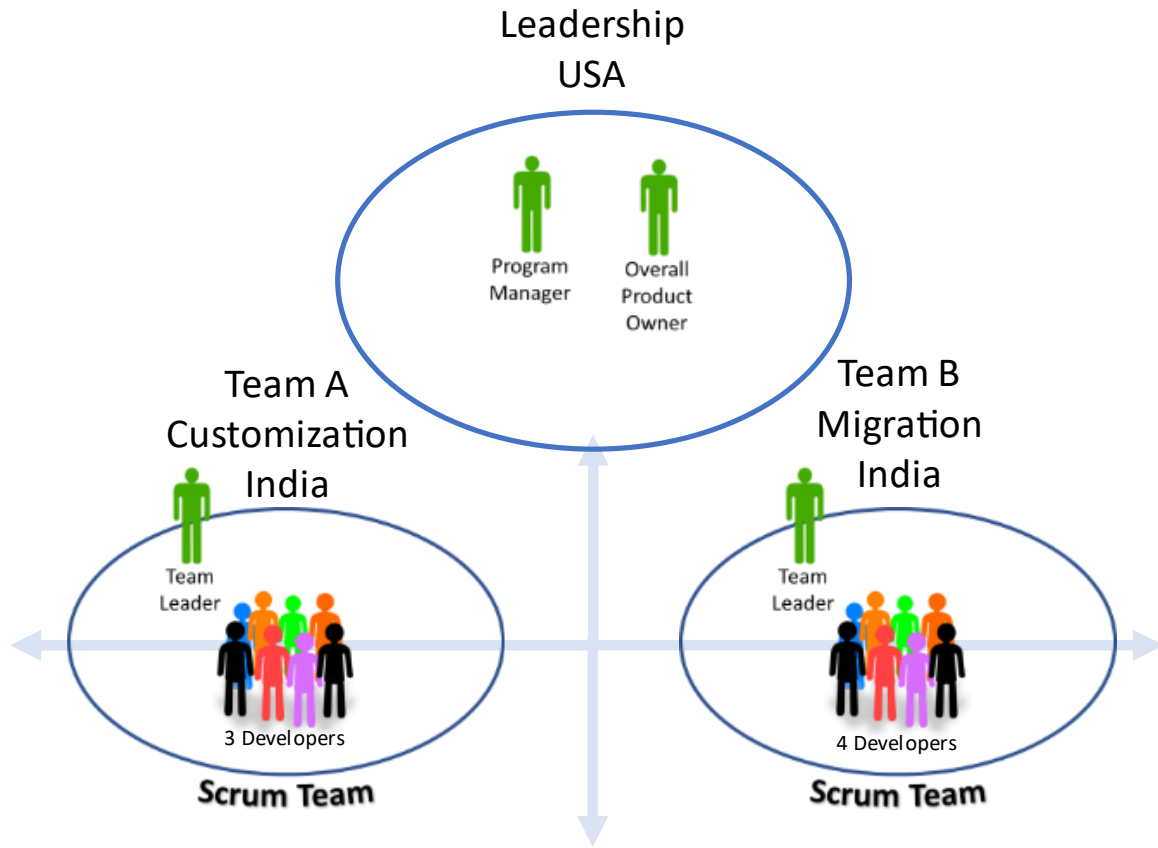 Leadership
USA
Program
Manager
Overall
Product
Owner
Team A
Customization
India
Team
Leader
3 Developers
Scrum Team
Team B
Migration
India
Team
Leader
4 Developers
Scrum Team